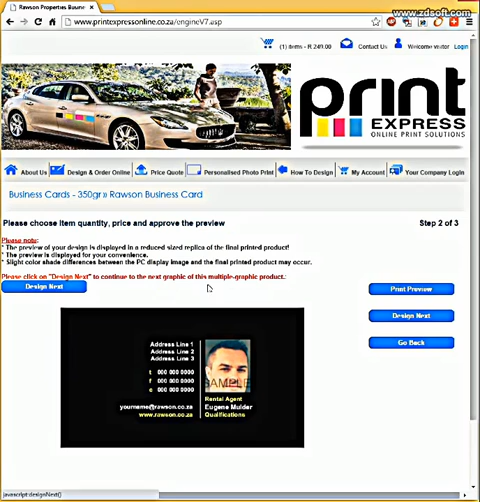 Rawson Properties Busine
www.zdsoft.com
www.printexpressonline.co.za/engineV7.asp
(1) items - R 249.00 Contact Us Welcome visitor Login
print
EXPRESS
ONLINE PRINT SOLUTIONS
About Us Design & Order Online Price Quote Personalised Photo Print How To Design My Account Your Company Login
Business Cards - 350gr » Rawson Business Card
Please choose item quantity, price and approve the preview Step 2 of 3
Please note:
* The preview of your design is displayed in a reduced sized replica of the final printed product!
* The preview is displayed for your convenience.
* Slight color shade differences between the PC display image and the final printed product may occur.
Please click on "Design Next" to continue to the next graphic of this multiple-graphic product.:
Design Next
Print Preview
Design Next
Go Back
Address Line 1
Address Line 2
Address Line 3
t 000 000 0000
f 000 000 0000
c 000 000 0000
SAMPLE
Rental Agent
yourname@rawson.co.za Eugene Mulder
www.rawson.co.za Qualifications
javascript:designNext()